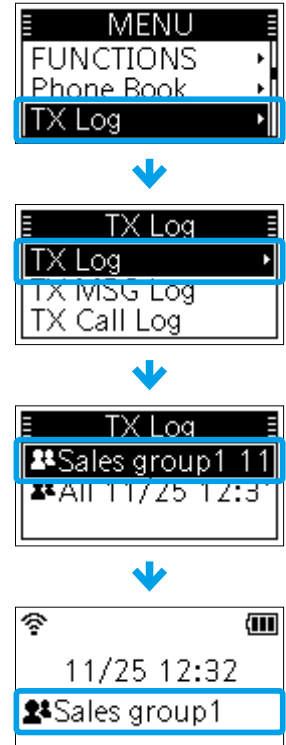 MENU
FUNCTIONS
Phone Book
TX Log
TX Log
TX Log
TX MSG Log
TX Call Log
TX Log
Sales group1 11
All 11/25 12:31
11/25 12:32
Sales group1